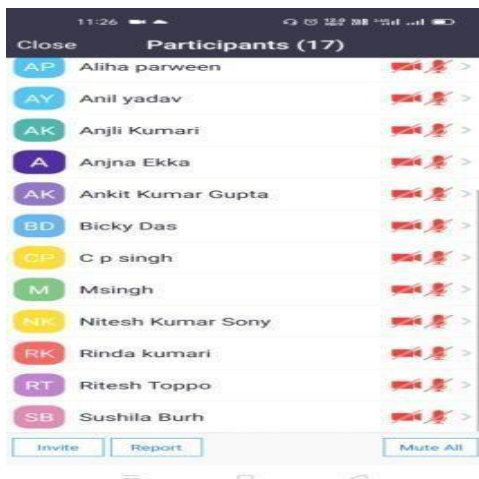 11:26
Close Participants (17)
AP Aliha parween
AY Anil yadav
AK Anjli Kumari
A Anjna Ekka
AK Ankit Kumar Gupta
BD Bicky Das
CP C p singh
M Msingh
NK Nitesh Kumar Sony
RK Rinda kumari
RT Ritesh Toppo
SB Sushila Burh
Invite Report Mute All